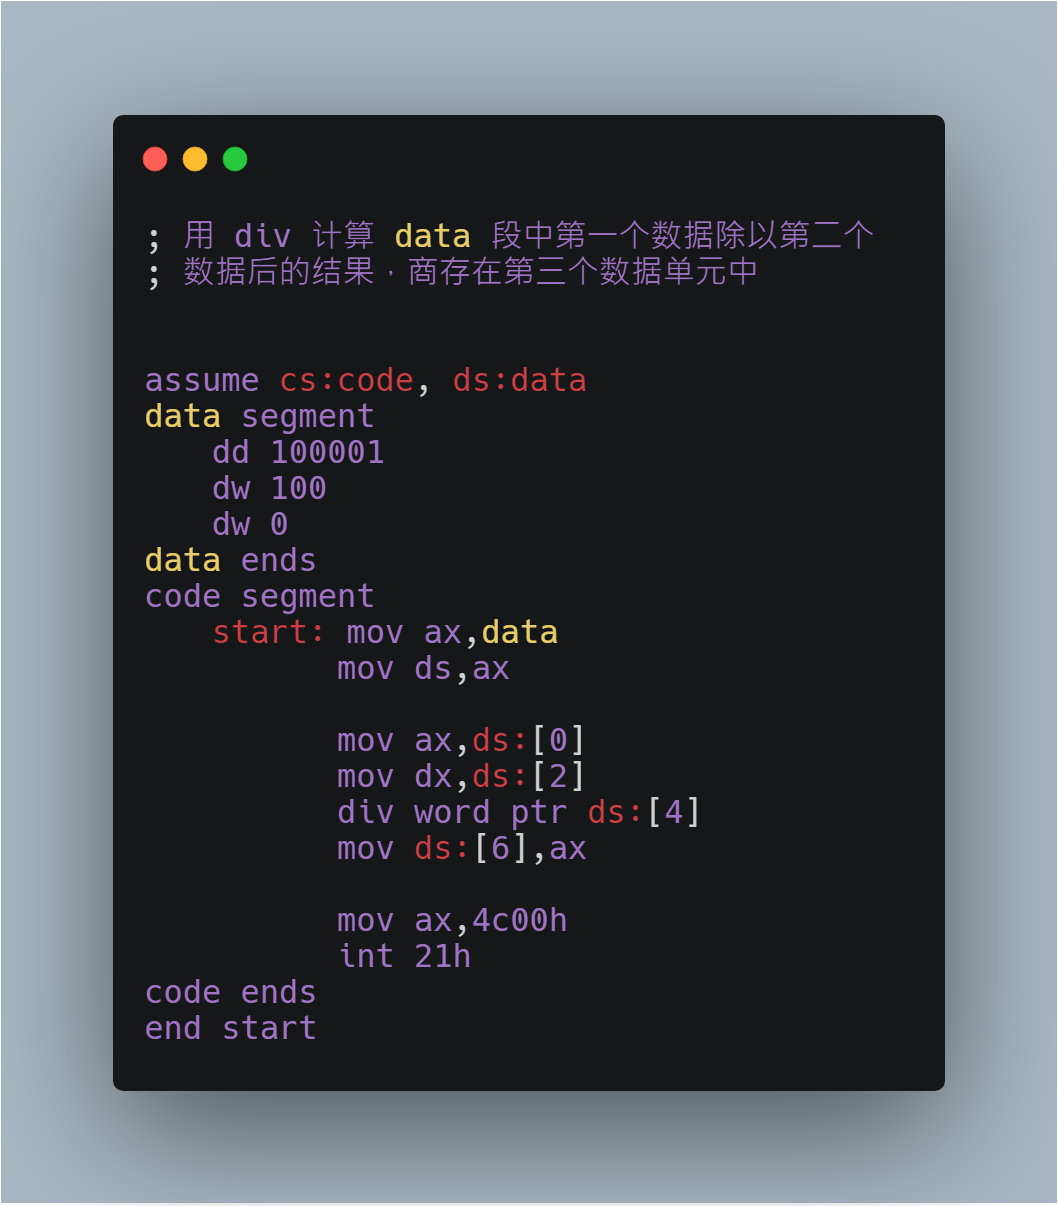 ; 用 div 计算 data 段中第一个数据除以第二个
; 数据后的结果，商存在第三个数据单元中
assume cs:code, ds:data
data segment
dd 100001
dw 100
dw 0
data ends
code segment
start: mov ax,data
mov ds,ax
mov ax,ds:[0]
mov dx,ds:[2]
div word ptr ds:[4]
mov ds:[6],ax
mov ax,4c00h
int 21h
code ends
end start